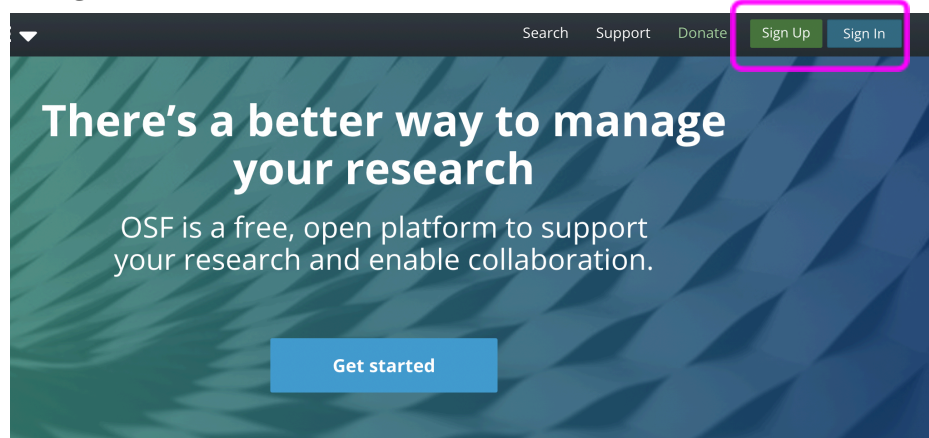 Search Support Donate Sign Up Sign In
There’s a better way to manage
your research
OSF is a free, open platform to support
your research and enable collaboration.
Get started